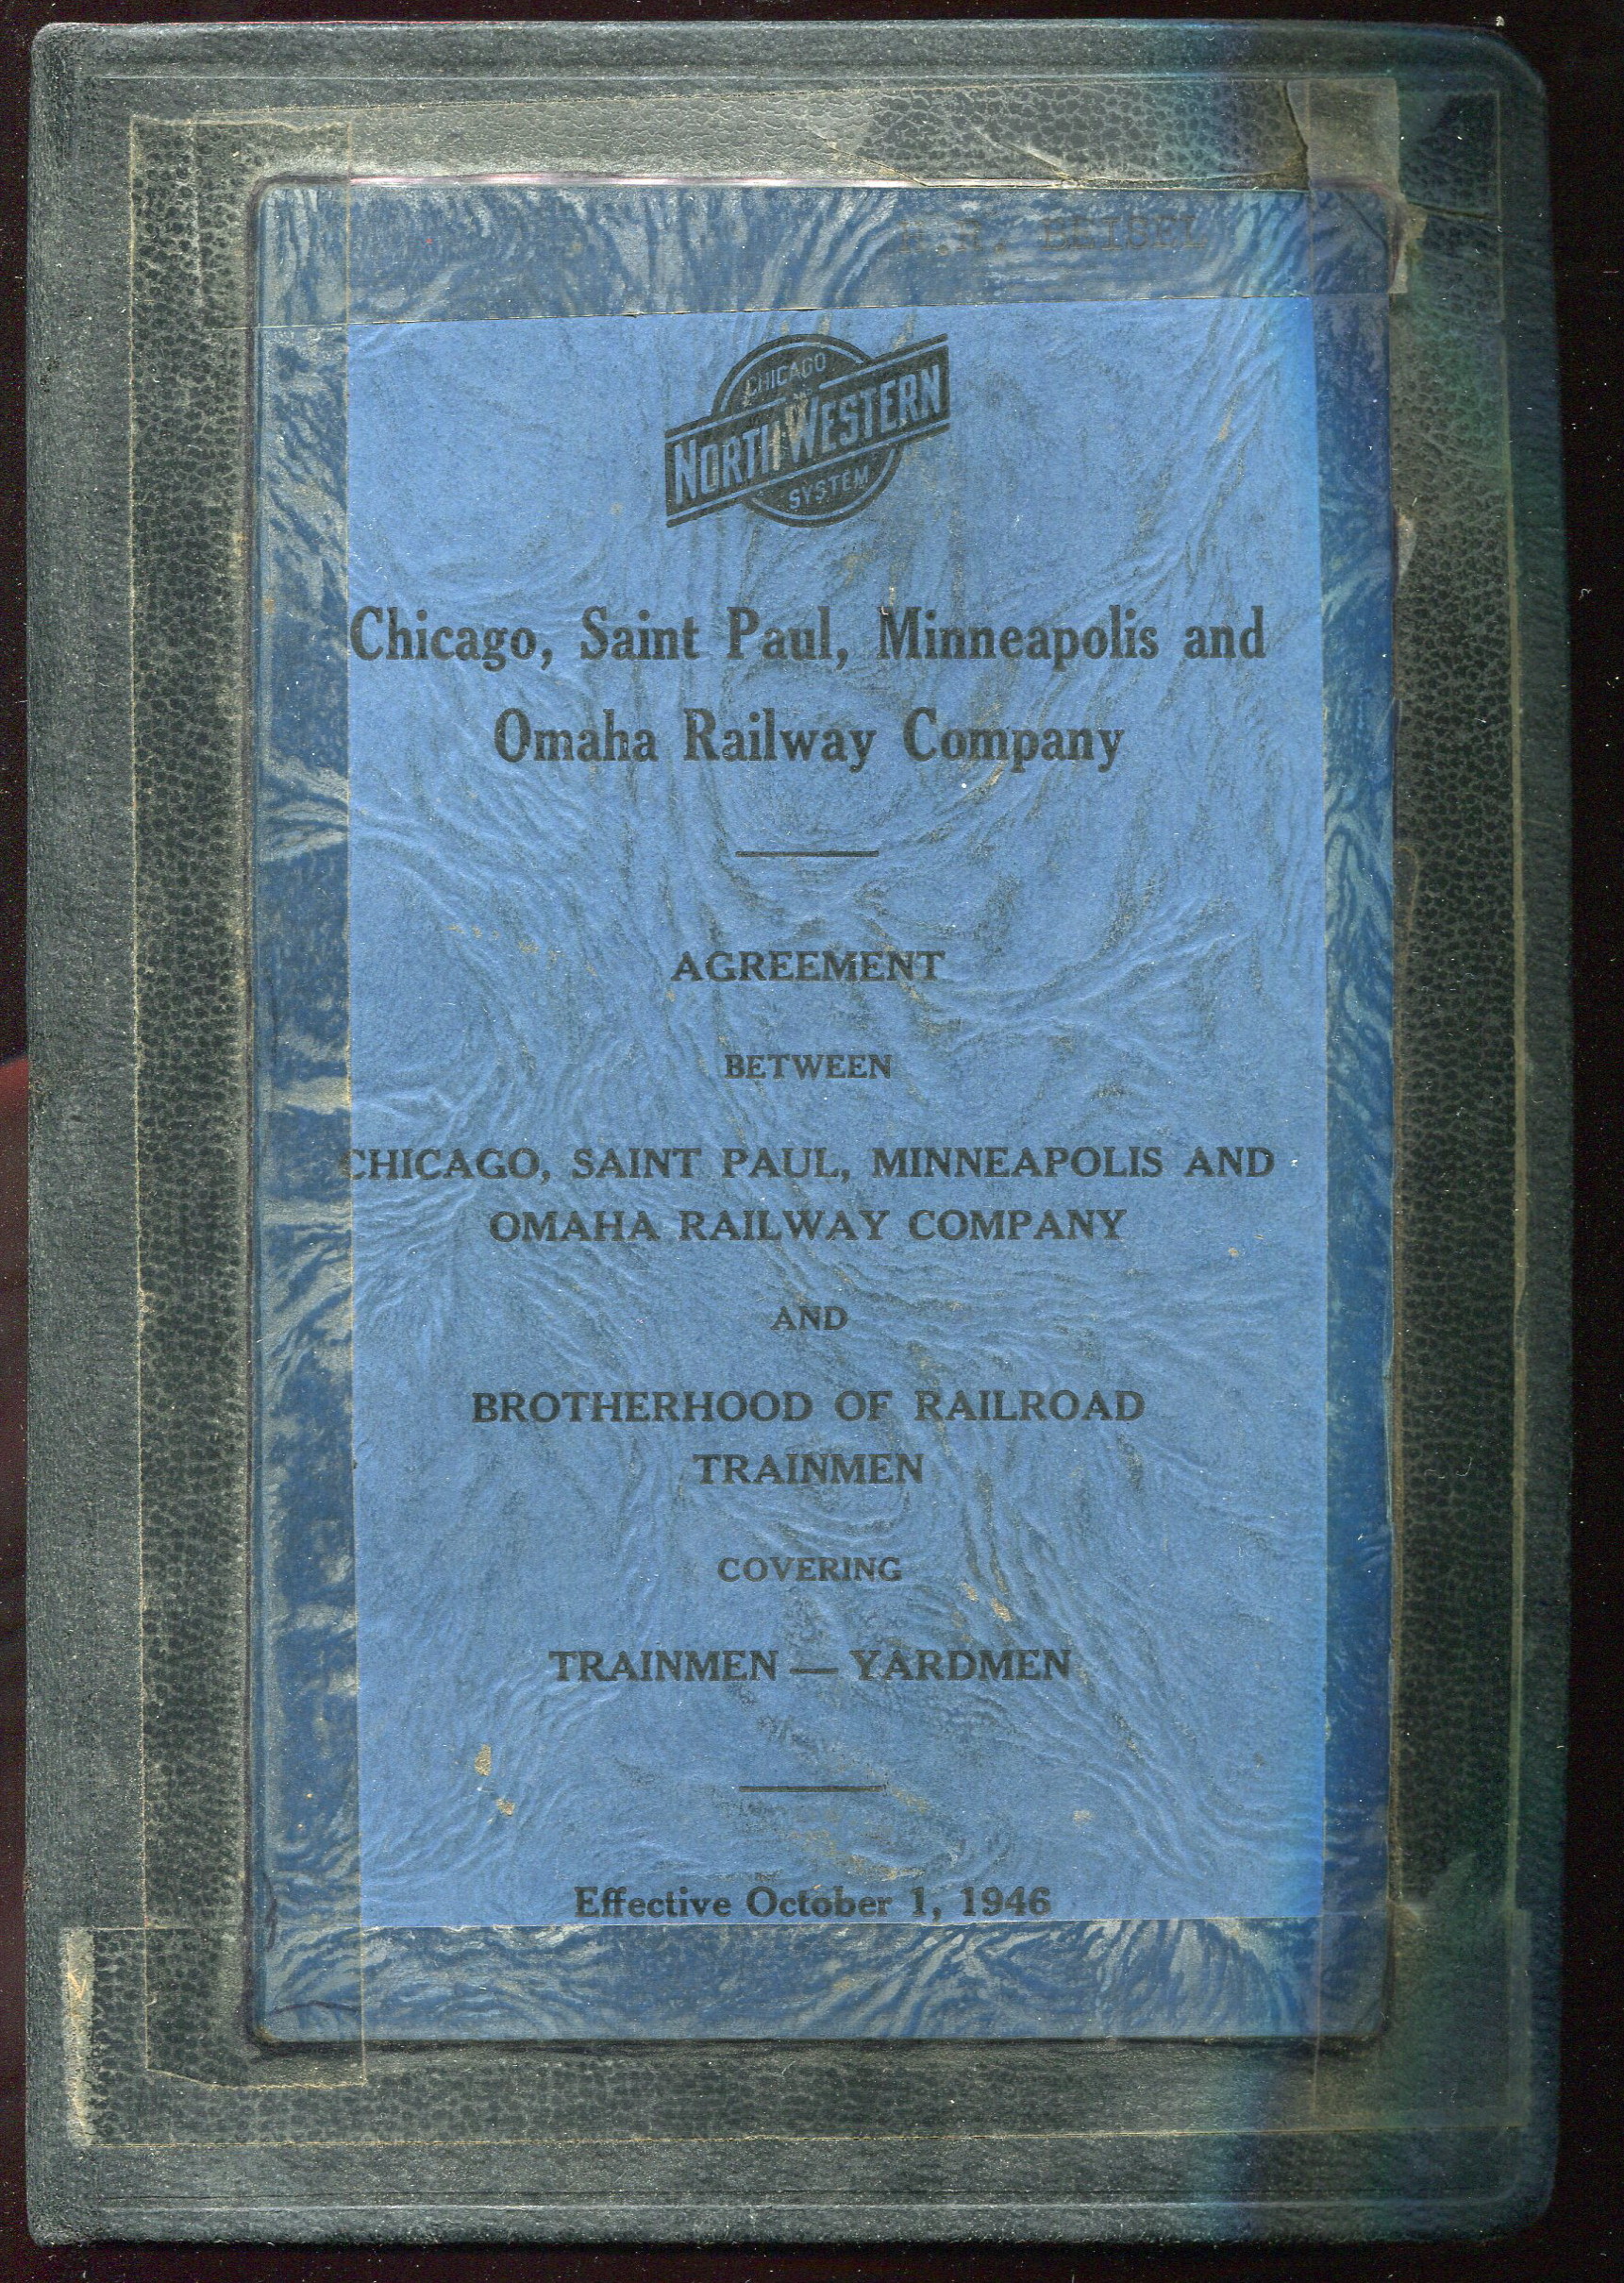 BEISEL
CHICAGO
NORTH WESTERN
SYSTEM
Chicago, Saint Paul, Minneapolis and
Omaha Railway Company
AGREEMENT
BETWEEN
CHICAGO, SAINT PAUL, MINNEAPOLIS AND
OMAHA RAILWAY COMPANY
AND
BROTHERHOOD OF RAILROAD
TRAINMEN
COVERING
TRAINMEN — YARDMEN
Effective October 1, 1946